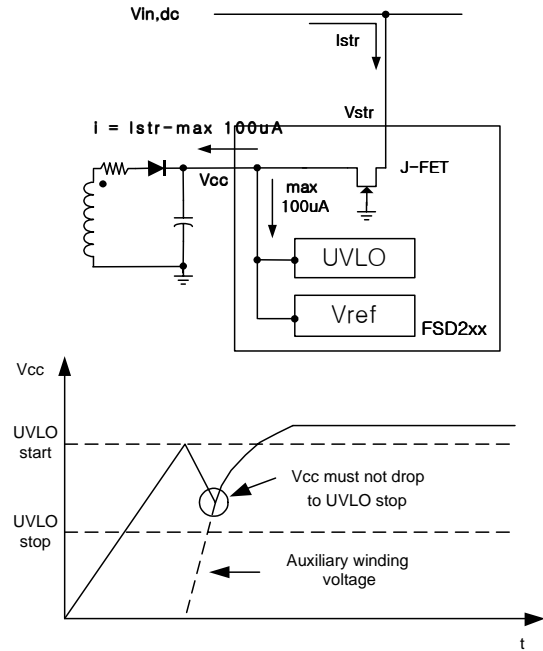 Vin,dc
Istr
Vstr
i = Istr-max 100uA
J-FET
Vcc
max
100uA
UVLO
Vref
FSD2xx
Vcc
UVLO
start
Vcc must not drop
to UVLO stop
UVLO
stop
Auxiliary winding
voltage
t